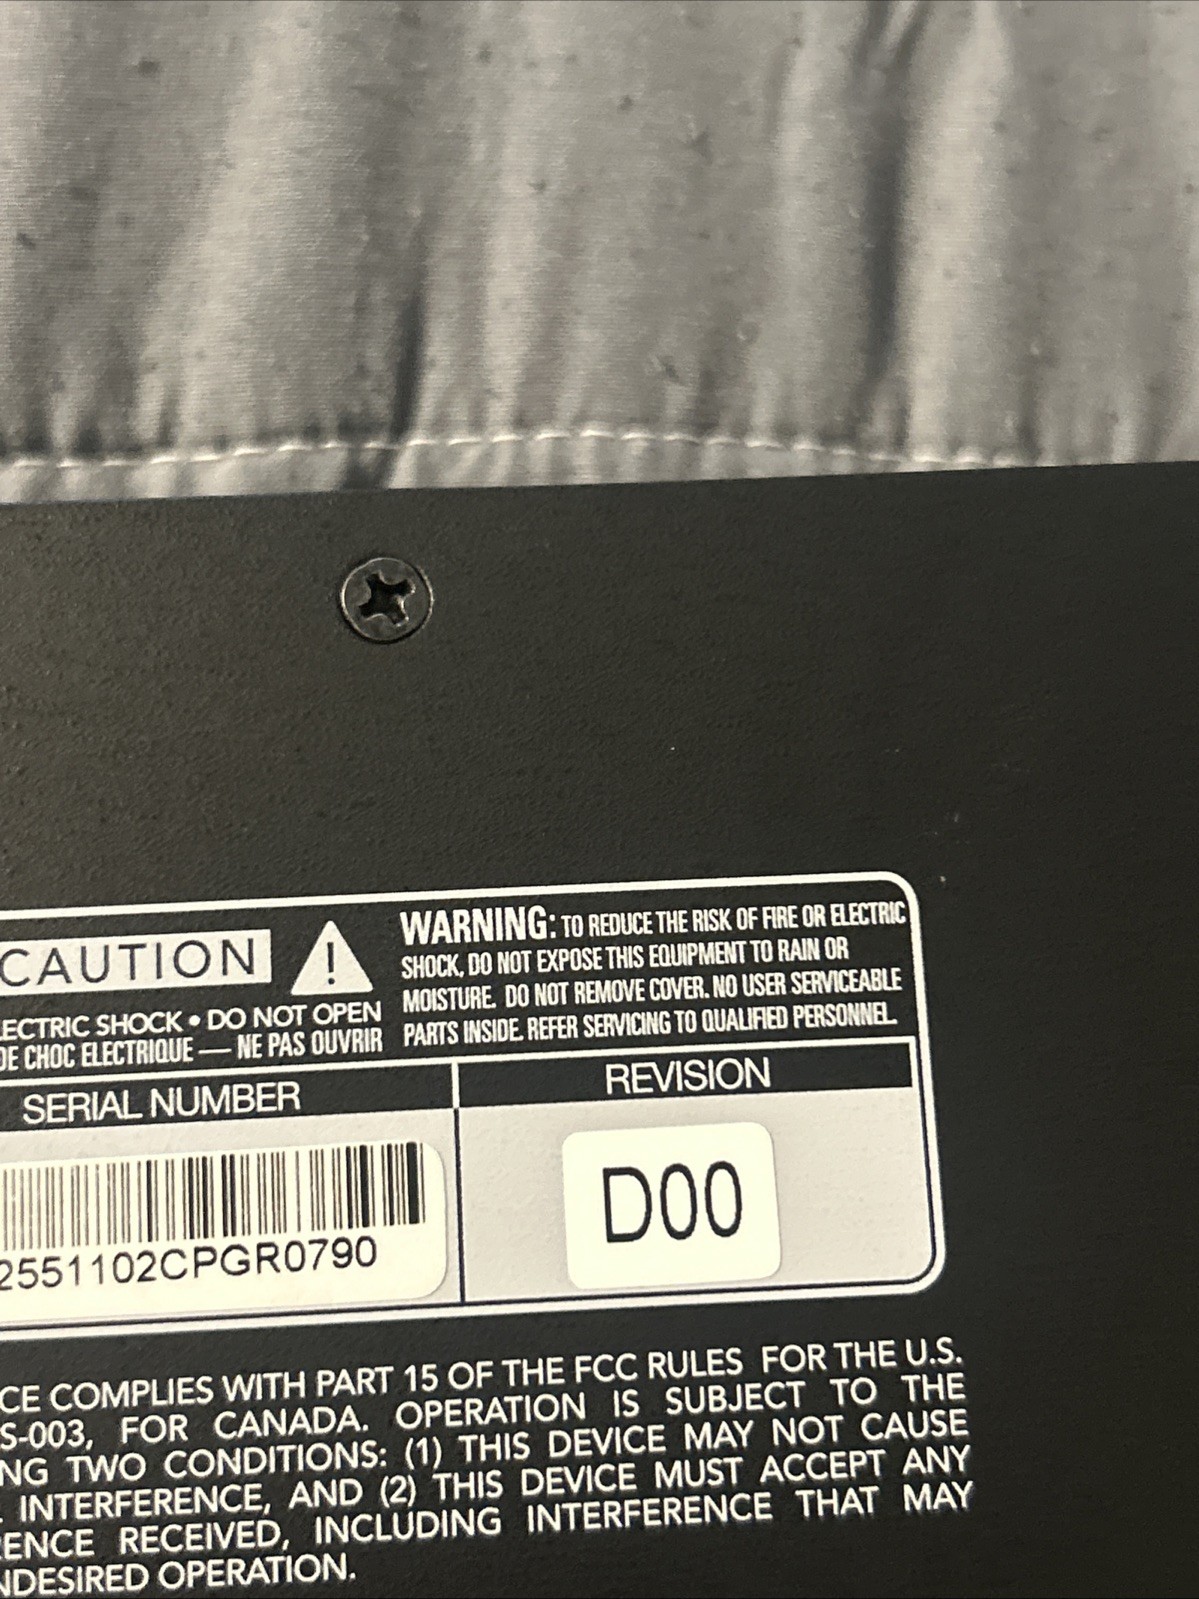 CAUTION
LECTRIC SHOCK • DO NOT OPEN
DE CHOC ELECTRIQUE — NE PAS OUVRIR
WARNING: TO REDUCE THE RISK OF FIRE OR ELECTRIC
SHOCK, DO NOT EXPOSE THIS EQUIPMENT TO RAIN OR
MOISTURE. DO NOT REMOVE COVER. NO USER SERVICEABLE
PARTS INSIDE. REFER SERVICING TO QUALIFIED PERSONNEL.
SERIAL NUMBER
REVISION
2551102CPGR0790
D00
CE COMPLIES WITH PART 15 OF THE FCC RULES FOR THE U.S.
S-003, FOR CANADA. OPERATION IS SUBJECT TO THE
NG TWO CONDITIONS: (1) THIS DEVICE MAY NOT CAUSE
INTERFERENCE, AND (2) THIS DEVICE MUST ACCEPT ANY
ENCE RECEIVED, INCLUDING INTERFERENCE THAT MAY
NDESIRED OPERATION.